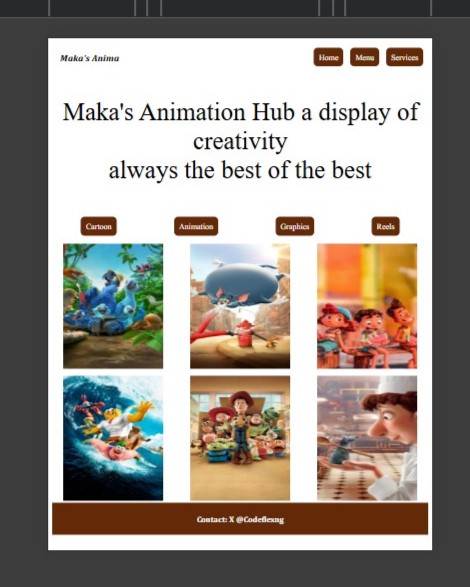 Maka's Anima
Home Menu Services
Maka's Animation Hub a display of
creativity
always the best of the best
Cartoon Animation Graphics Reels
Contact: X @Codeflexng